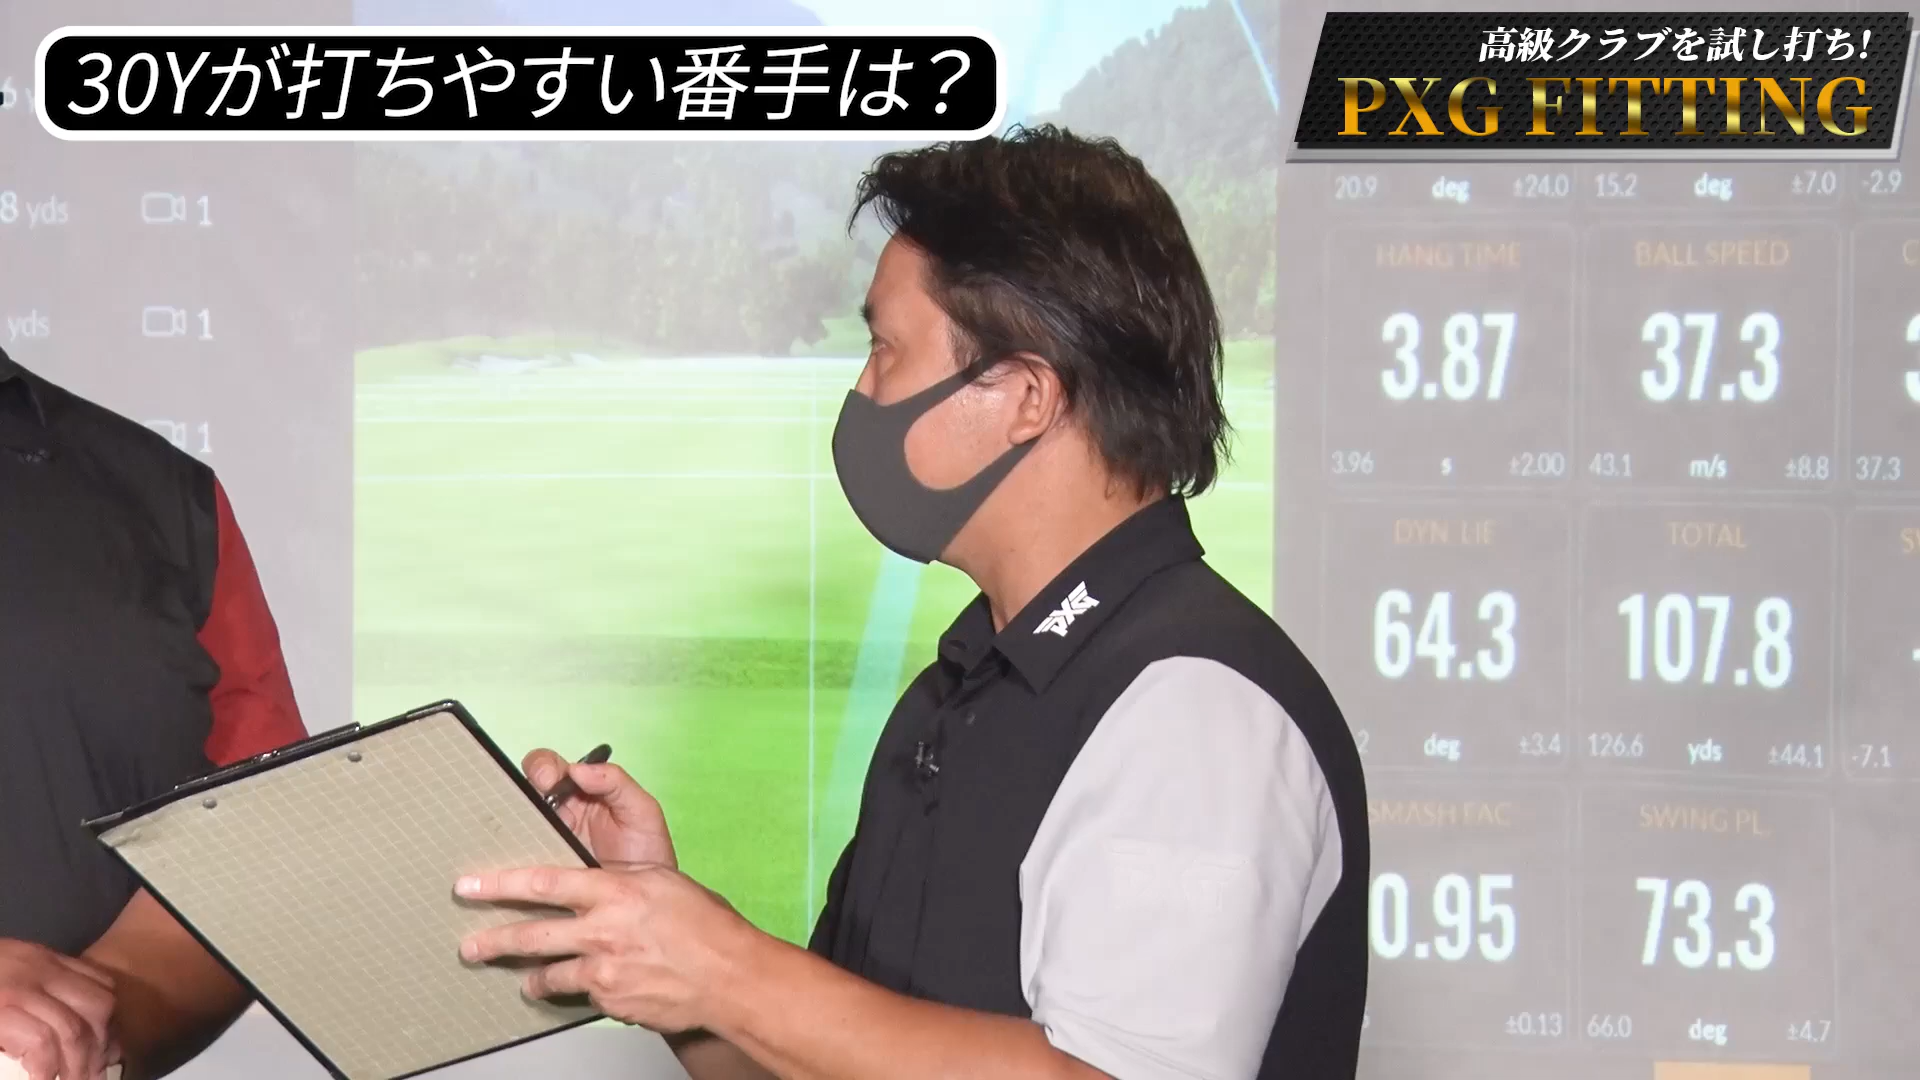 30Yが打ちやすい番手は？
高級クラブを試し打ち！
PXG FITTING
20.9 deg ±24.0 15.2 deg ±7.0 -2.9
8 yds 1
HANG TIME BALL SPEED
yds 1
3.87 37.3
1
3.96 s ±2.00 43.1 m/s ±8.8 37.3
DYN LIE TOTAL
PXG
64.3 107.8
2 deg ±3.4 126.6 yds ±44.1 -7.1
SMASH FAC SWING PL.
0.95 73.3
±0.13 66.0 deg ±4.7